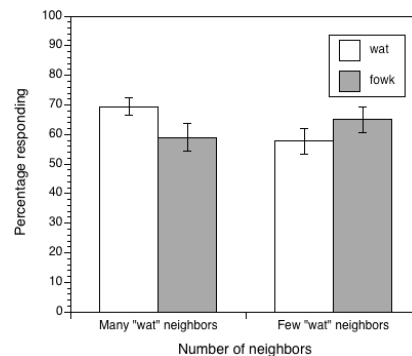 100
90
80
70
60
50
40
30
20
10
0
Percentage responding
wat
fowk
Many "wat" neighbors
Few "wat" neighbors
Number of neighbors